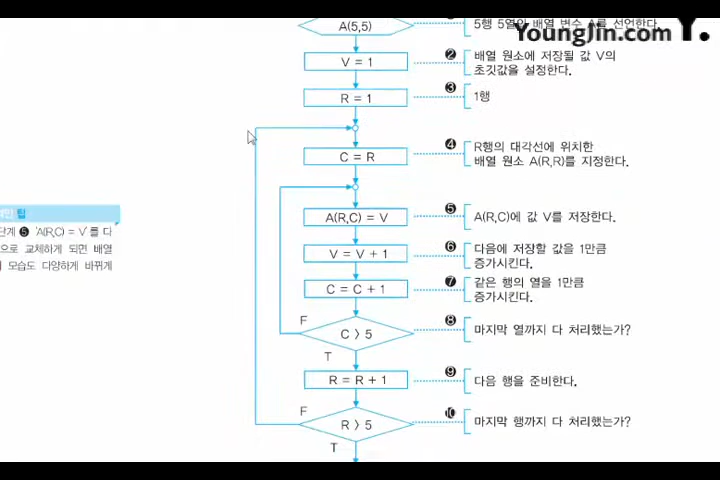 A(5,5)
5행 5열의 배열 변수 A를 선언한다.
YoungJin.com Y.
V = 1
❷ 배열 원소에 저장될 값 V의
초깃값을 설정한다.
R = 1
❸ 1행
C = R
❹ R행의 대각선에 위치한
배열 원소 A(R,R)를 지정한다.
A(R,C) = V
❺ A(R,C)에 값 V를 저장한다.
V = V + 1
❻ 다음에 저장할 값을 1만큼
증가시킨다.
C = C + 1
❼ 같은 행의 열을 1만큼
증가시킨다.
F
C 〉 5
❽ 마지막 열까지 다 처리했는가?
T
R = R + 1
❾ 다음 행을 준비한다.
F
R 〉 5
❿ 마지막 행까지 다 처리했는가?
T
단계 ❺ 'A(R,C) = V'를 다
으로 교체하게 되면 배열
모습도 다양하게 바뀌게